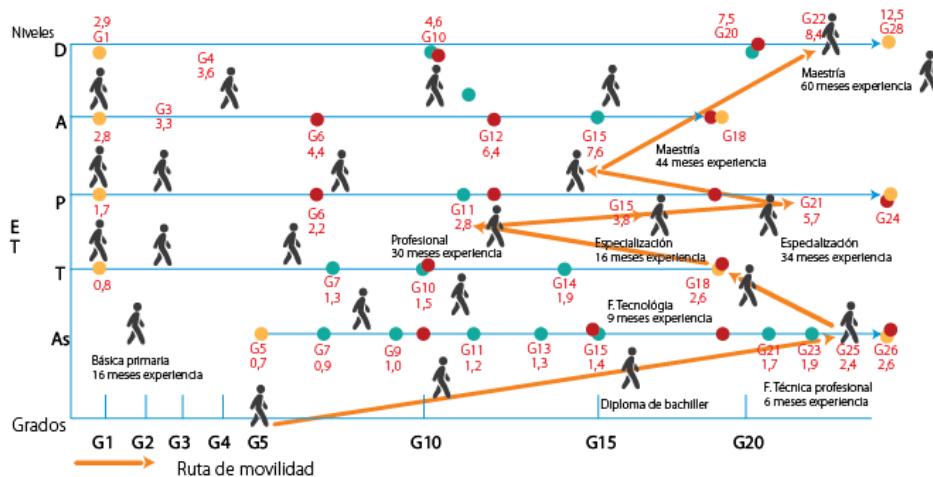 2,9
G1
4,6
G10
7,5
G20
G22
8,4
12,5
G28
Niveles
D
G4
3,6
Maestría
60 meses experiencia
G3
3,3
A
2,8
G6
4,4
G12
6,4
G15
7,6
G18
Maestría
44 meses experiencia
P
1,7
G6
2,2
G11
2,8
G15
3,8
G21
5,7
G24
E
T
Profesional
30 meses experiencia
Especialización
16 meses experiencia
Especialización
34 meses experiencia
T
0,8
G7
1,3
G10
1,5
G14
1,9
G18
2,6
F. Tecnológia
9 meses experiencia
As
Básica primaria
16 meses experiencia
G5
0,7
G7
0,9
G9
1,0
G11
1,2
G13
1,3
G15
1,4
G21
1,7
G23
1,9
G25
2,4
G26
2,6
F. Técnica profesional
6 meses experiencia
Diploma de bachiller
Grados
G1
G2
G3
G4
G5
G10
G15
G20
Ruta de movilidad